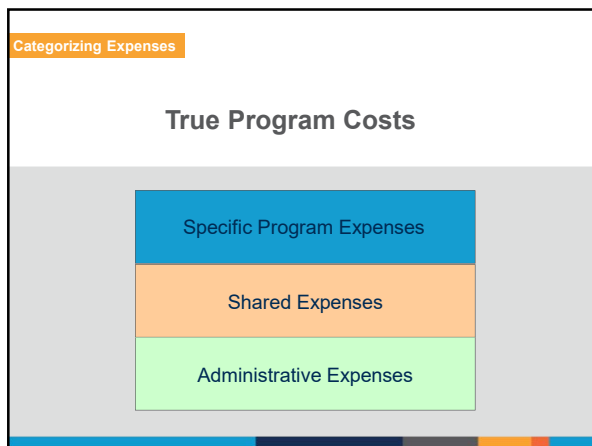 Categorizing Expenses
True Program Costs
Specific Program Expenses
Shared Expenses
Administrative Expenses